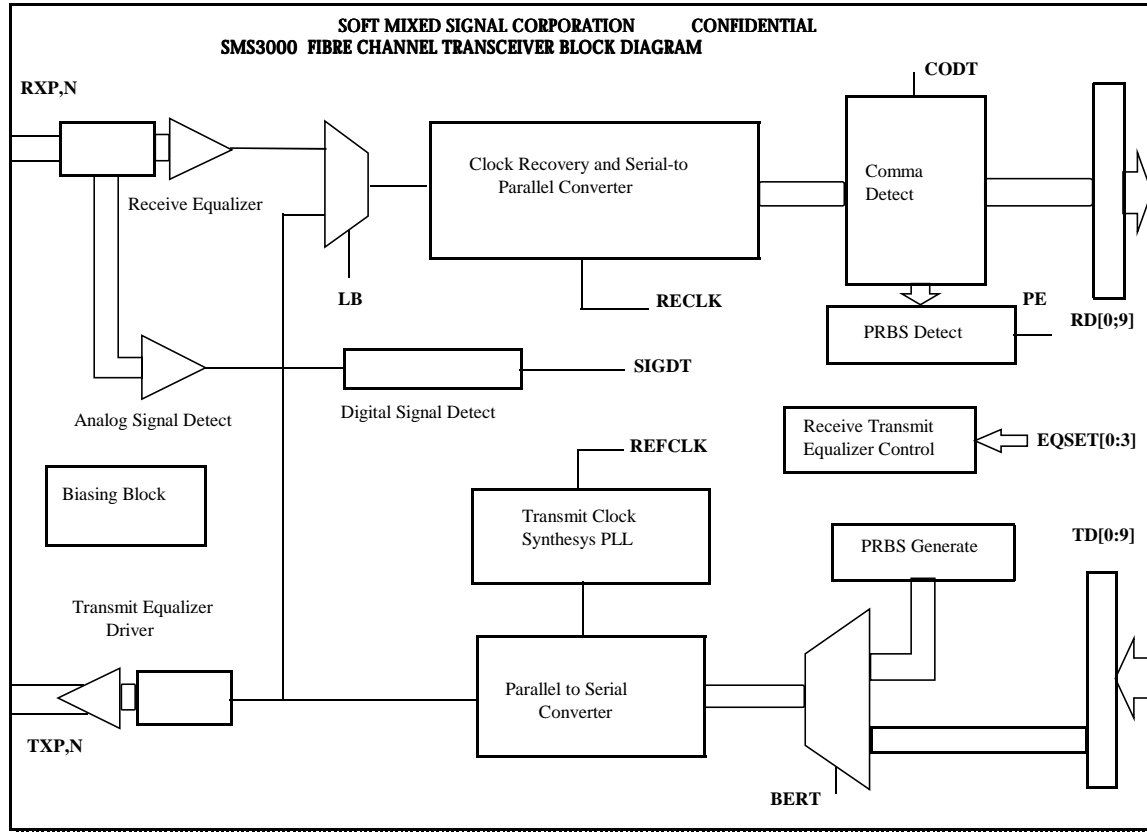 SOFT MIXED SIGNAL CORPORATION CONFIDENTIAL
SMS3000 FIBRE CHANNEL TRANSCEIVER BLOCK DIAGRAM
RXP,N
CODT
Clock Recovery and Serial-to
Parallel Converter
Comma
Detect
Receive Equalizer
LB
RECLK
PE
RD[0;9]
PRBS Detect
SIGDT
Analog Signal Detect
Digital Signal Detect
Receive Transmit
Equalizer Control
EQSET[0:3]
REFCLK
Biasing Block
Transmit Clock
Synthesys PLL
PRBS Generate
TD[0:9]
Transmit Equalizer
Driver
Parallel to Serial
Converter
TXP,N
BERT